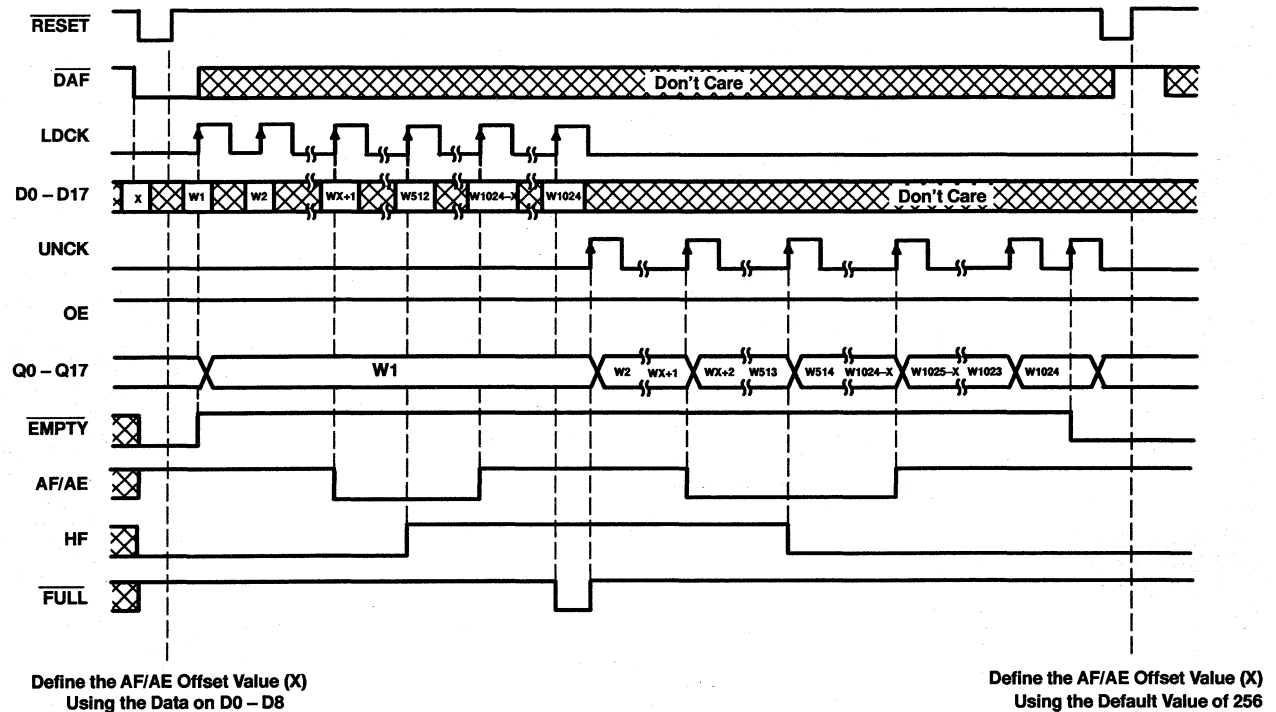 RESET
DAF
Don't Care
LDCK
D0 – D17
X
W1
W2
WX+1
W512
W1024–X
W1024
Don't Care
UNCK
OE
Q0 – Q17
W1
W2
WX+1
WX+2
W513
W514
W1024–X
W1025–X
W1023
W1024
EMPTY
AF/AE
HF
FULL
Define the AF/AE Offset Value (X)
Using the Data on D0 – D8
Define the AF/AE Offset Value (X)
Using the Default Value of 256